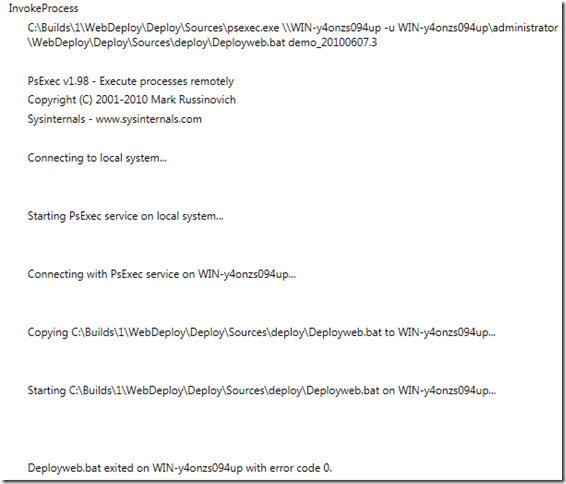 InvokeProcess
C:\Builds\1\WebDeploy\Deploy\Sources\psexec.exe \\WIN-y4onzs094up -u WIN-y4onzs094up\administrator
\WebDeploy\Deploy\Sources\deploy\Deployweb.bat demo_20100607.3
PsExec v1.98 - Execute processes remotely
Copyright (C) 2001-2010 Mark Russinovich
Sysinternals - www.sysinternals.com
Connecting to local system...
Starting PsExec service on local system...
Connecting with PsExec service on WIN-y4onzs094up...
Copying C:\Builds\1\WebDeploy\Deploy\Sources\deploy\Deployweb.bat to WIN-y4onzs094up...
Starting C:\Builds\1\WebDeploy\Deploy\Sources\deploy\Deployweb.bat on WIN-y4onzs094up...
Deployweb.bat exited on WIN-y4onzs094up with error code 0.